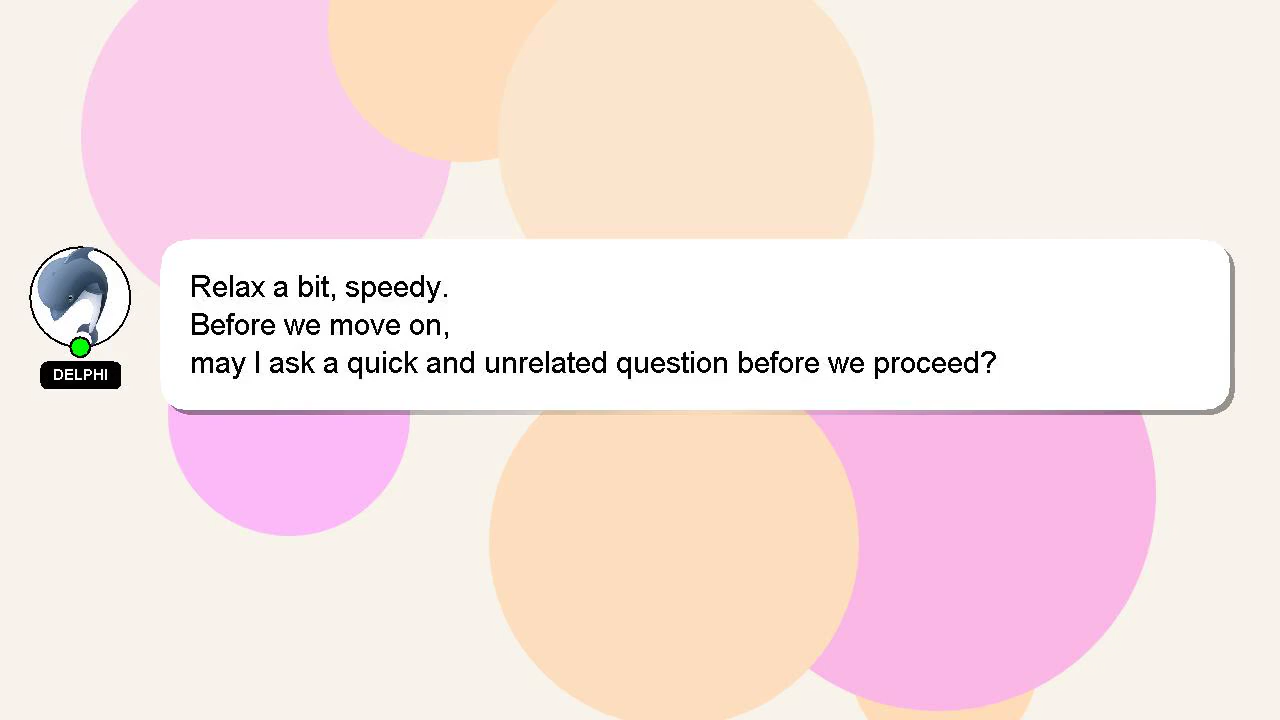 Relax a bit, speedy.
Before we move on,
may I ask a quick and unrelated question before we proceed?
DELPHI